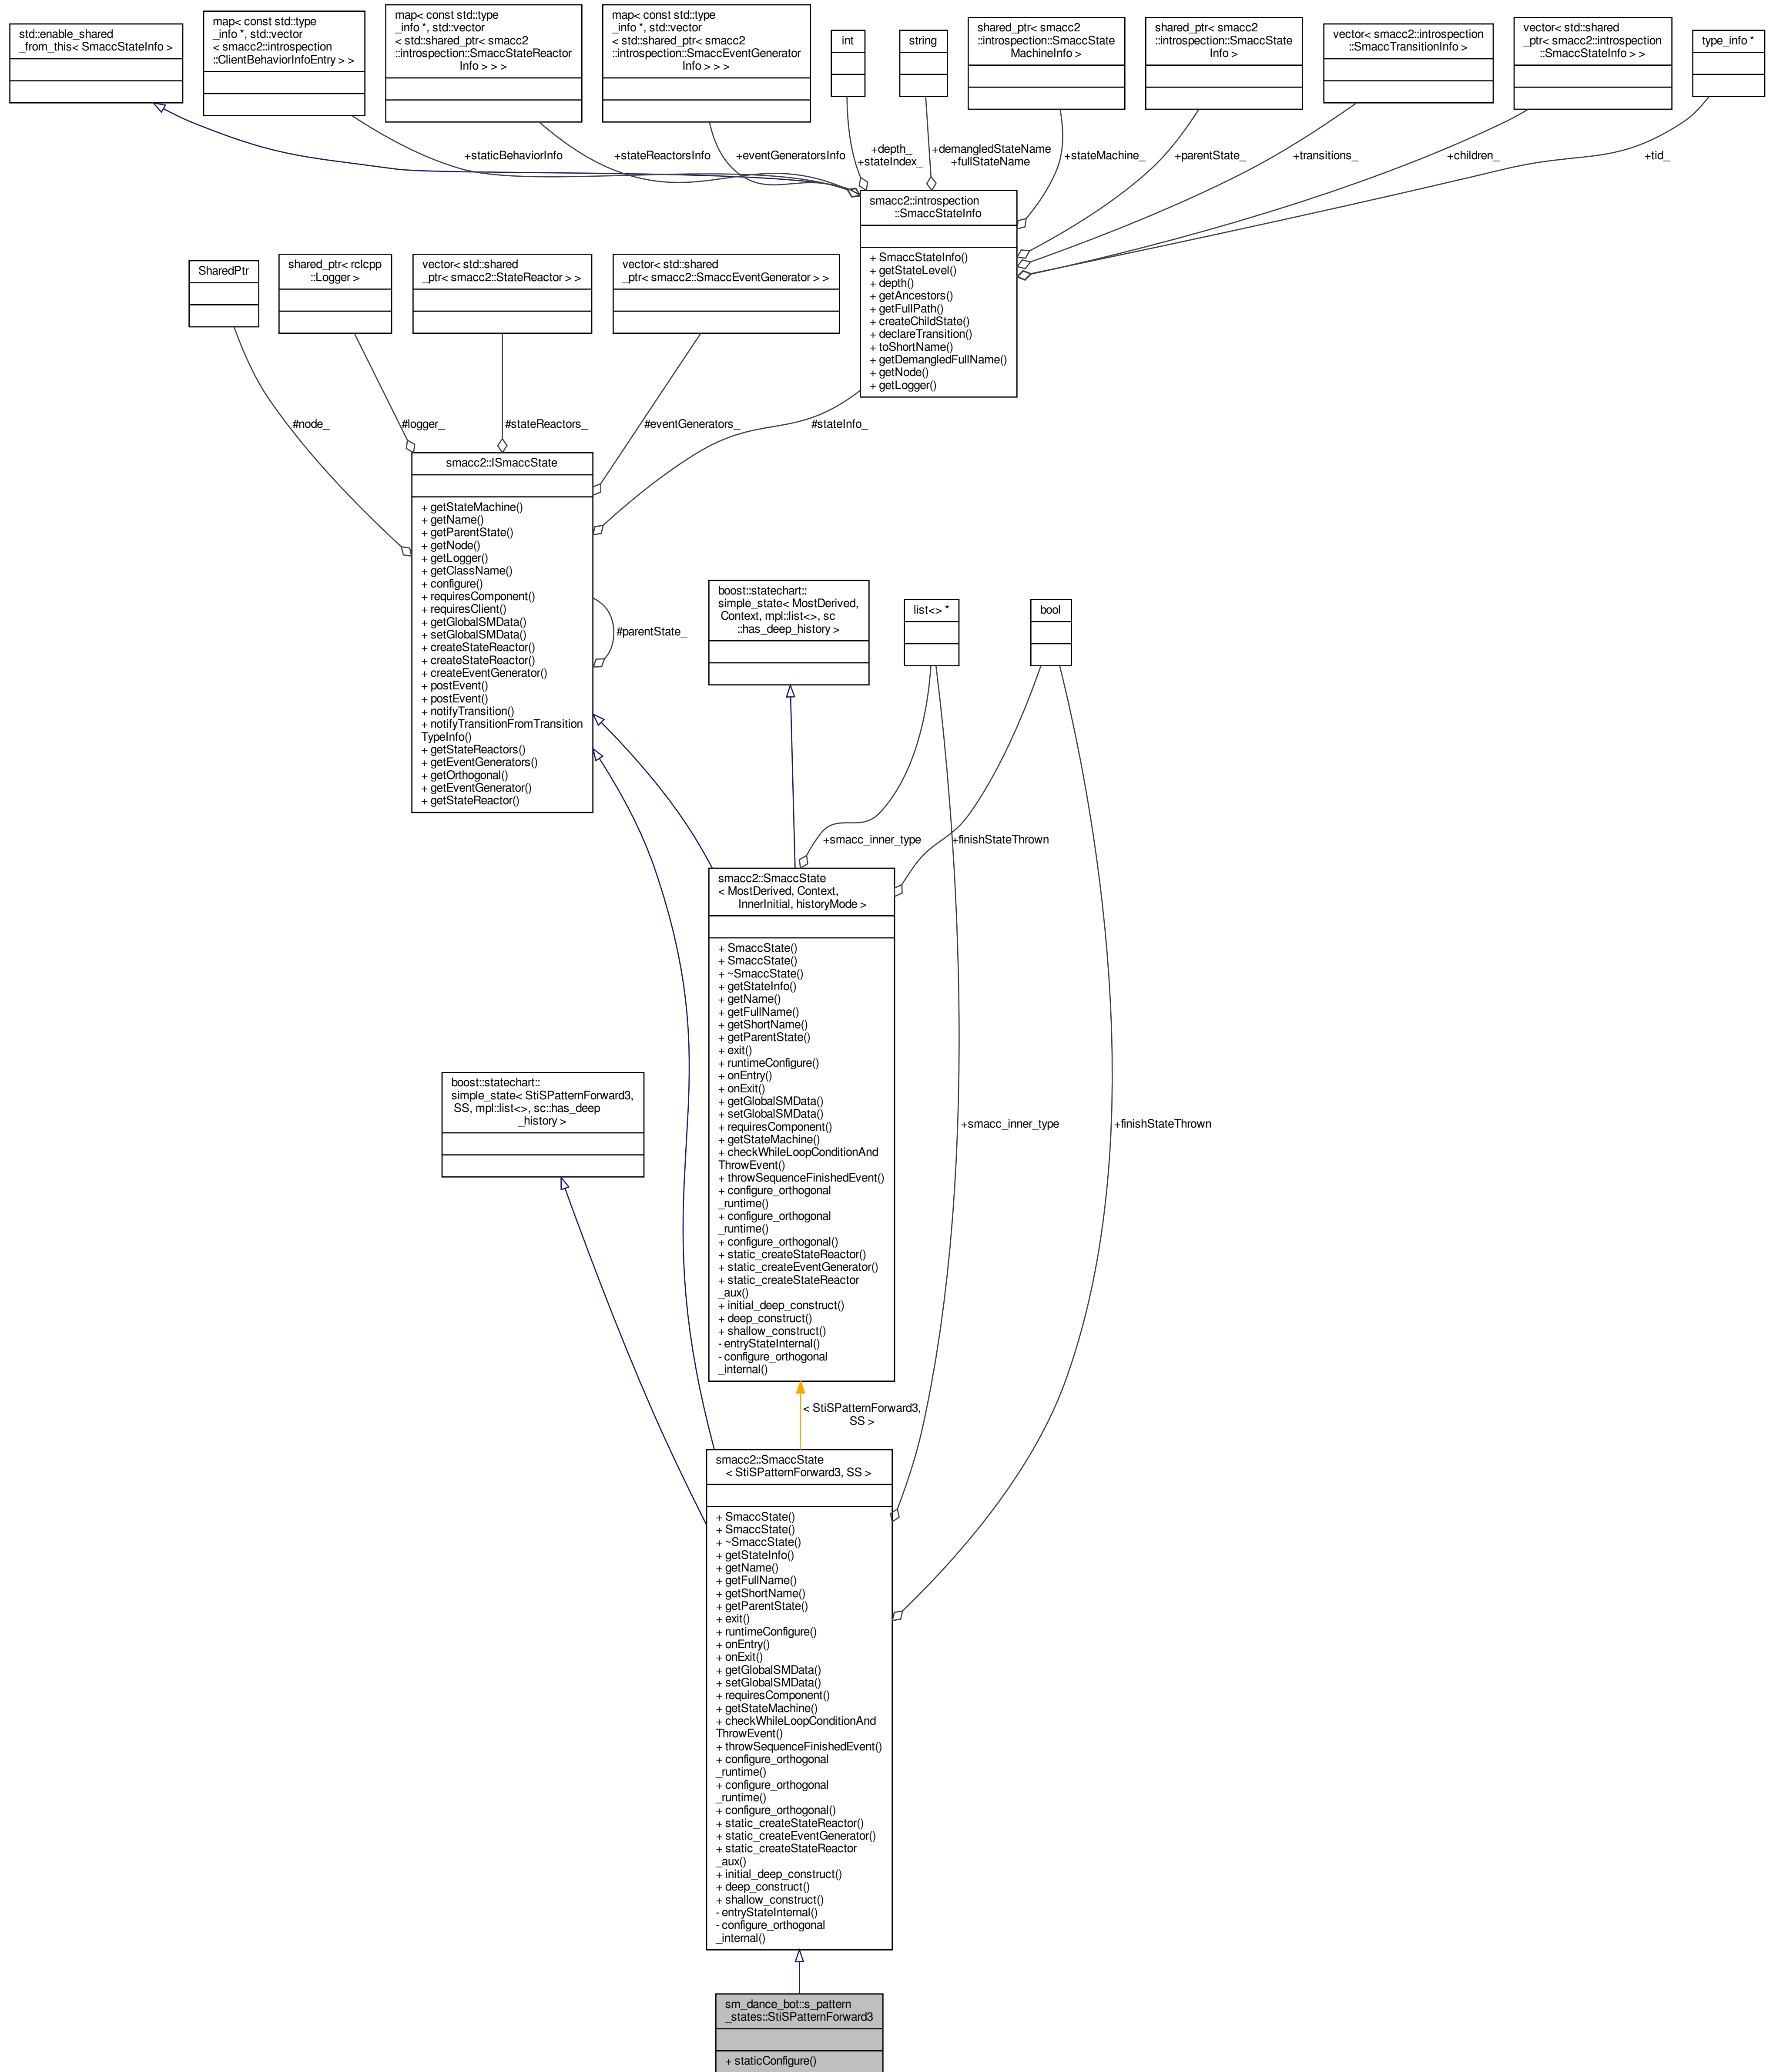 std::enable_shared
_from_this< SmaccStateInfo >
map< const std::type
_info *, std::vector
< smacc2::introspection
::ClientBehaviorInfoEntry > >
map< const std::type
_info *, std::vector
< std::shared_ptr< smacc2
::introspection::SmaccStateReactor
Info > > >
map< const std::type
_info *, std::vector
< std::shared_ptr< smacc2
::introspection::SmaccEventGenerator
Info > > >
int
string
shared_ptr< smacc2
::introspection::SmaccState
MachineInfo >
shared_ptr< smacc2
::introspection::SmaccState
Info >
vector< smacc2::introspection
::SmaccTransitionInfo >
vector< std::shared
_ptr< smacc2::introspection
::SmaccStateInfo > >
type_info *
+staticBehaviorInfo
+stateReactorsInfo
+eventGeneratorsInfo
+depth_
+stateIndex_
+demangledStateName
+fullStateName
+stateMachine_
+parentState_
+transitions_
+children_
+tid_
smacc2::introspection
::SmaccStateInfo
+ SmaccStateInfo()
+ getStateLevel()
+ depth()
+ getAncestors()
+ getFullPath()
+ createChildState()
+ declareTransition()
+ toShortName()
+ getDemangledFullName()
+ getNode()
+ getLogger()
SharedPtr
shared_ptr< rclcpp
::Logger >
vector< std::shared
_ptr< smacc2::StateReactor > >
vector< std::shared
_ptr< smacc2::SmaccEventGenerator > >
#node_
#logger_
#stateReactors_
#eventGenerators_
#stateInfo_
smacc2::ISmaccState
+ getStateMachine()
+ getName()
+ getParentState()
+ getNode()
+ getLogger()
+ getClassName()
+ configure()
+ requiresComponent()
+ requiresClient()
+ getGlobalSMData()
+ setGlobalSMData()
+ createStateReactor()
+ createStateReactor()
+ createEventGenerator()
+ postEvent()
+ postEvent()
+ notifyTransition()
+ notifyTransitionFromTransition
TypeInfo()
+ getStateReactors()
+ getEventGenerators()
+ getOrthogonal()
+ getEventGenerator()
+ getStateReactor()
#parentState_
boost::statechart::
simple_state< MostDerived,
Context, mpl::list<>, sc
::has_deep_history >
list<> *
bool
+smacc_inner_type
+finishStateThrown
smacc2::SmaccState
< MostDerived, Context,
InnerInitial, historyMode >
+ SmaccState()
+ SmaccState()
+ ~SmaccState()
+ getStateInfo()
+ getName()
+ getFullName()
+ getShortName()
+ getParentState()
+ exit()
+ runtimeConfigure()
+ onEntry()
+ onExit()
+ getGlobalSMData()
+ setGlobalSMData()
+ requiresComponent()
+ getStateMachine()
+ checkWhileLoopConditionAnd
ThrowEvent()
+ throwSequenceFinishedEvent()
+ configure_orthogonal
_runtime()
+ configure_orthogonal
_runtime()
+ configure_orthogonal()
+ static_createStateReactor()
+ static_createEventGenerator()
+ static_createStateReactor
_aux()
+ initial_deep_construct()
+ deep_construct()
+ shallow_construct()
- entryStateInternal()
- configure_orthogonal
_internal()
boost::statechart::
simple_state< StiSPatternForward3,
SS, mpl::list<>, sc::has_deep
_history >
+smacc_inner_type
+finishStateThrown
< StiSPatternForward3,
SS >
smacc2::SmaccState
< StiSPatternForward3, SS >
+ SmaccState()
+ SmaccState()
+ ~SmaccState()
+ getStateInfo()
+ getName()
+ getFullName()
+ getShortName()
+ getParentState()
+ exit()
+ runtimeConfigure()
+ onEntry()
+ onExit()
+ getGlobalSMData()
+ setGlobalSMData()
+ requiresComponent()
+ getStateMachine()
+ checkWhileLoopConditionAnd
ThrowEvent()
+ throwSequenceFinishedEvent()
+ configure_orthogonal
_runtime()
+ configure_orthogonal
_runtime()
+ configure_orthogonal()
+ static_createStateReactor()
+ static_createEventGenerator()
+ static_createStateReactor
_aux()
+ initial_deep_construct()
+ deep_construct()
+ shallow_construct()
- entryStateInternal()
- configure_orthogonal
_internal()
sm_dance_bot::s_pattern
_states::StiSPatternForward3
+ staticConfigure()